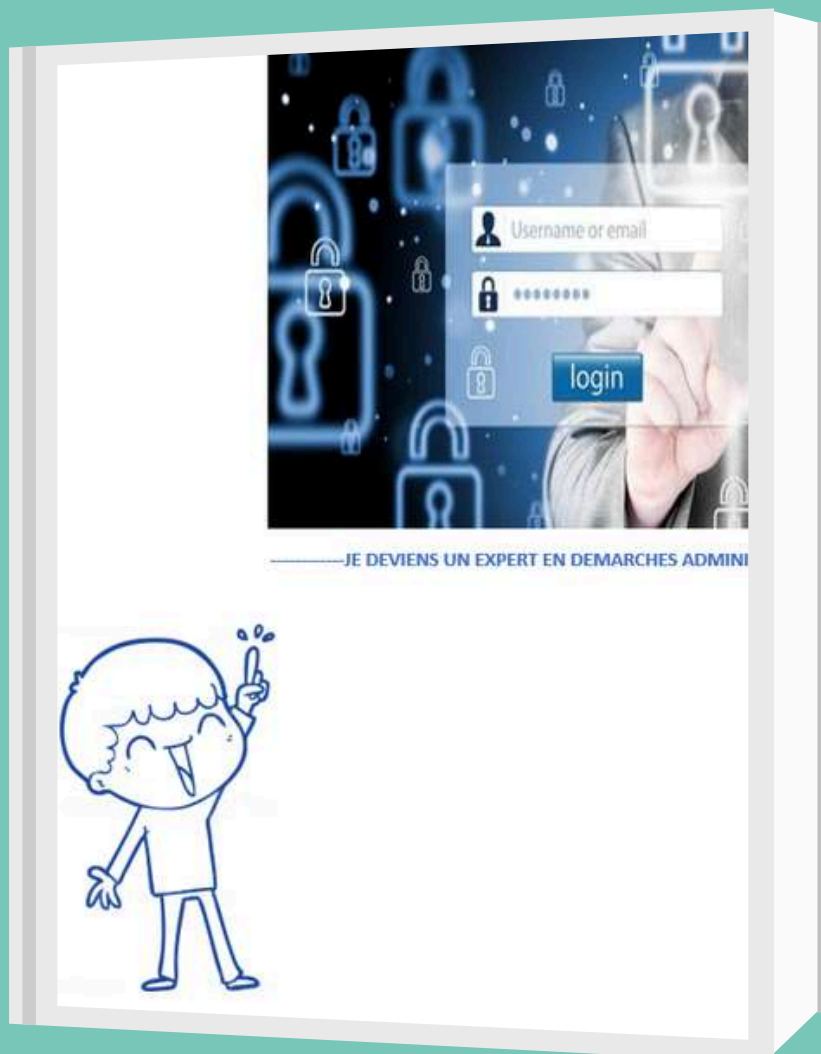 Username or email
login
-------------JE DEVIENS UN EXPERT EN DEMARCHES ADMINI